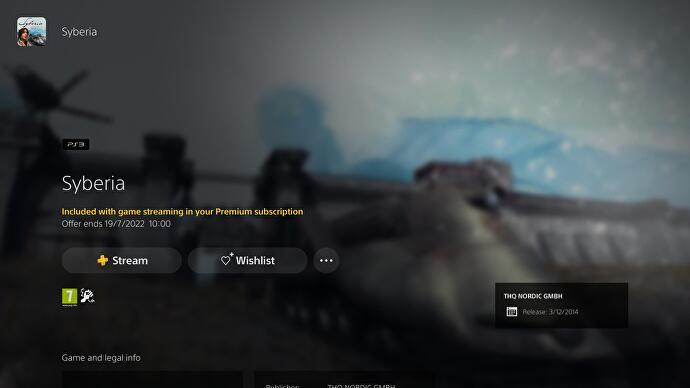 Syberia
PS3
Syberia
Included with game streaming in your Premium subscription
Offer ends 19/7/2022 10:00
Stream
Wishlist
7
THQ NORDIC GMBH
Release: 3/12/2014
Game and legal info
Publisher: THQ NORDIC GMBH